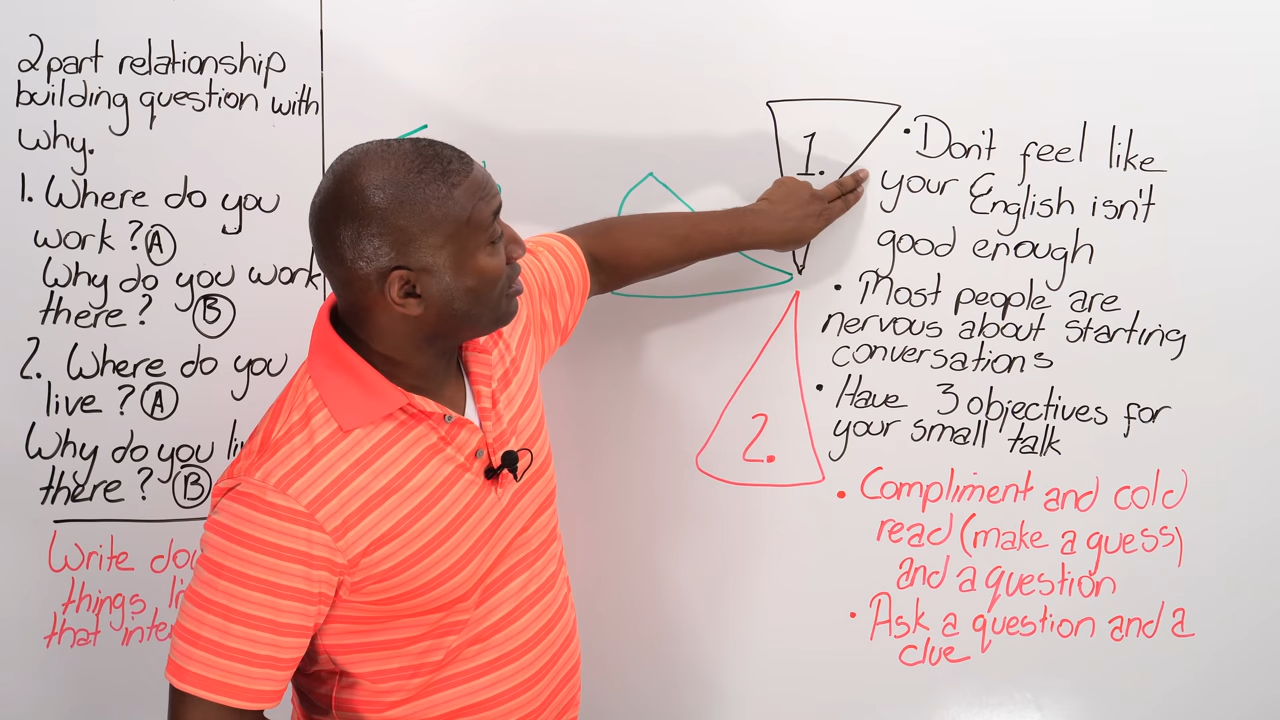 2 part relationship
building question with
why.
1. Where do you
work? A
Why do you work
there? B
2. Where do you
live? A
Why do you
there? B
Write
things
that
1.
• Don't feel like
your English isn't
good enough
• Most people are
nervous about starting
conversations
• Have 3 objectives for
your small talk
2.
• Compliment and cold
read (make a guess)
and a question
• Ask a question and a
clue